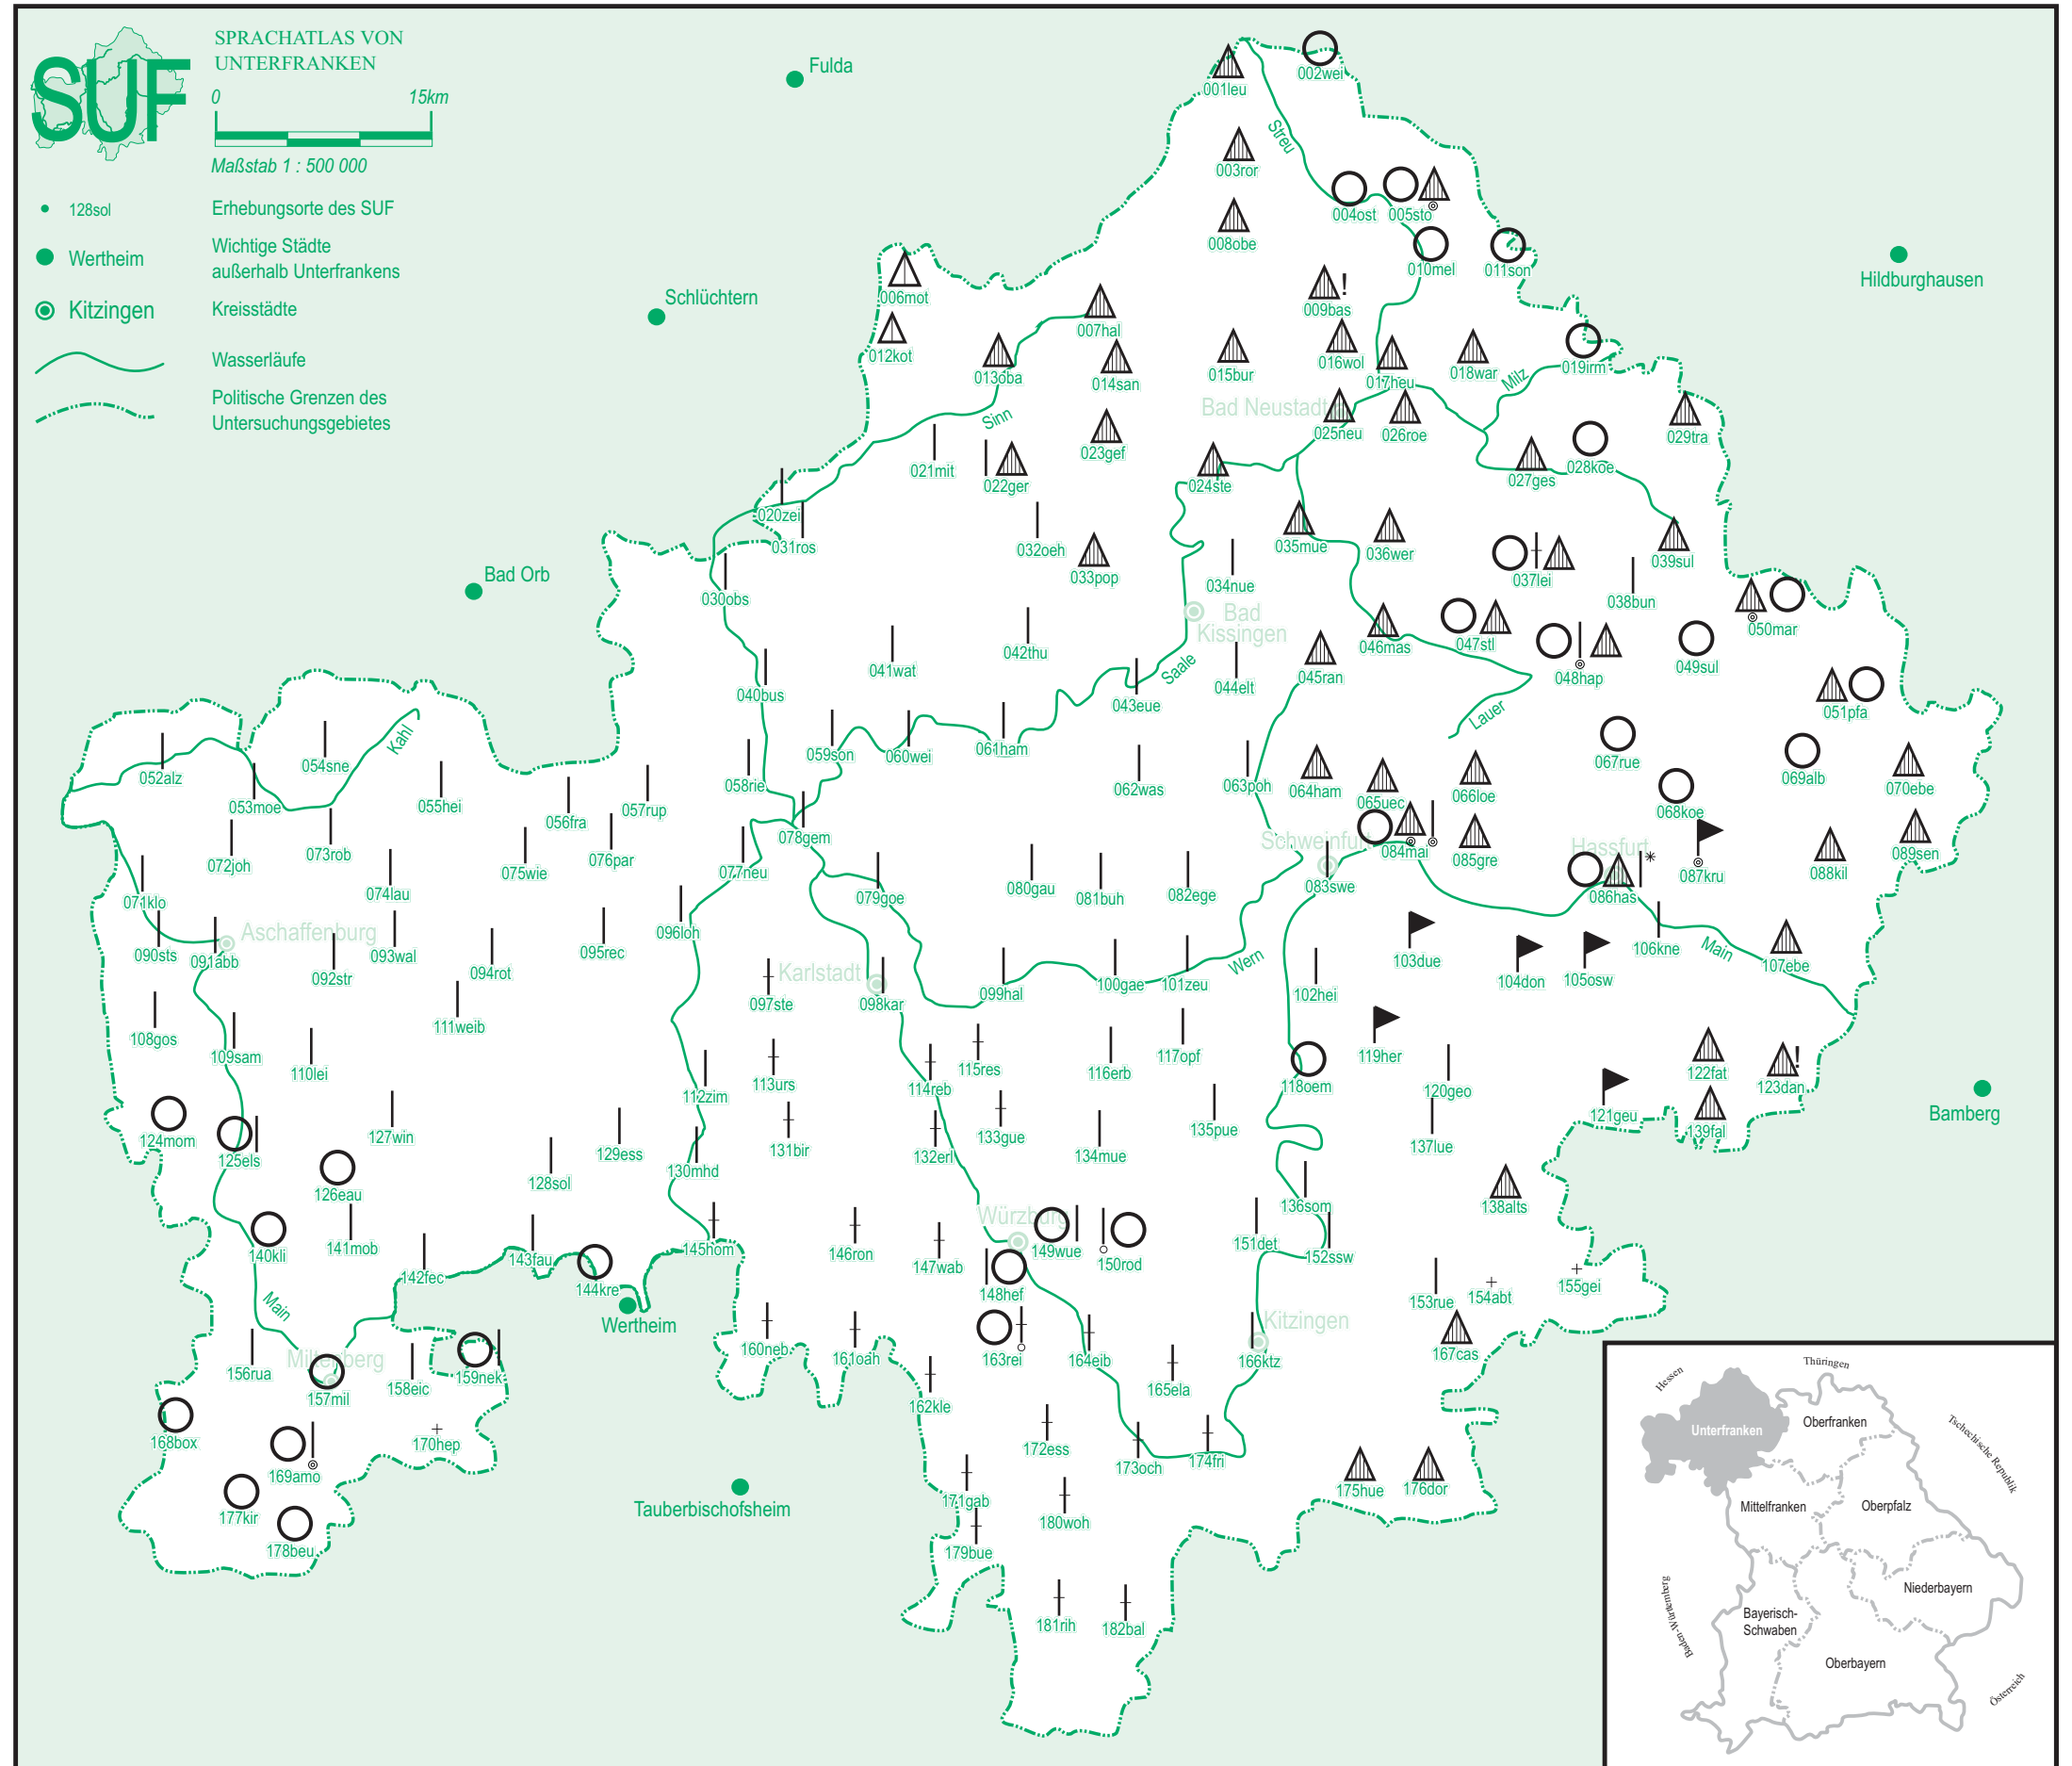 SUF
SPRACHATLAS VON
UNTERFRANKEN
0 15km
Maßstab 1 : 500 000
128sol Erhebungsorte des SUF
Wertheim Wichtige Städte
außerhalb Unterfrankens
Kitzingen Kreisstädte
Wasserläufe
Politische Grenzen des
Untersuchungsgebietes
Fulda
Schlüchtern
Bad Orb
Hildburghausen
Bamberg
Wertheim
Tauberbischofsheim
Bad Neustadt
Bad
Kissingen
Schweinfurt
Hassfurt
Aschaffenburg
Karlstadt
Würzburg
Kitzingen
Miltenberg
Streu
Milz
Sinn
Saale
Lauer
Kahl
Wern
Main
Main
001leu
002wei
003ror
004ost
005sto
006mot
007hal
008obe
009bas
!
010mel
011son
012kot
013oba
014san
015bur
016wol
017heu
018war
019irm
020zei
021mit
022ger
023gef
024ste
025neu
026roe
027ges
028koe
029tra
030obs
031ros
032oeh
033pop
034nue
035mue
036wer
037lei
038bun
039sul
040bus
041wat
042thu
043eue
044elt
045ran
046mas
047stl
048hap
049sul
050mar
051pfa
052alz
053moe
054sne
055hei
056fra
057rup
058rie
059son
060wei
061ham
062was
063poh
064ham
065uec
066loe
067rue
068koe
069alb
070ebe
071klo
072joh
073rob
074lau
075wie
076par
077neu
078gem
079goe
080gau
081buh
082ege
083swe
084mai
085gre
086has
*
087kru
088kil
089sen
090sts
091abb
092str
093wal
094rot
095rec
096loh
097ste
098kar
099hal
100gae
101zeu
102hei
103due
104don
105osw
106kne
107ebe
108gos
109sam
110lei
111weib
112zim
113urs
114reb
115res
116erb
117opf
118oem
119her
120geo
121geu
122fat
123dan
!
124mom
125els
126eau
127win
128sol
129ess
130mhd
131bir
132erl
133gue
134mue
135pue
136som
137lue
138alts
139fal
140kli
141mob
142fec
143fau
144kre
145hom
146ron
147wab
148hef
149wue
150rod
151det
152ssw
153rue
154abt
155gei
156rua
157mil
158eic
159nek
160neb
161oah
162kle
163rei
164eib
165ela
166ktz
167cas
168box
169amo
170hep
171gab
172ess
173och
174fri
175hue
176dor
177kir
178beu
179bue
180woh
181rih
182bal
Hessen
Thüringen
Tschechische Republik
Unterfranken
Oberfranken
Mittelfranken
Oberpfalz
Niederbayern
Bayerisch-
Schwaben
Oberbayern
Baden-Württemberg
Österreich